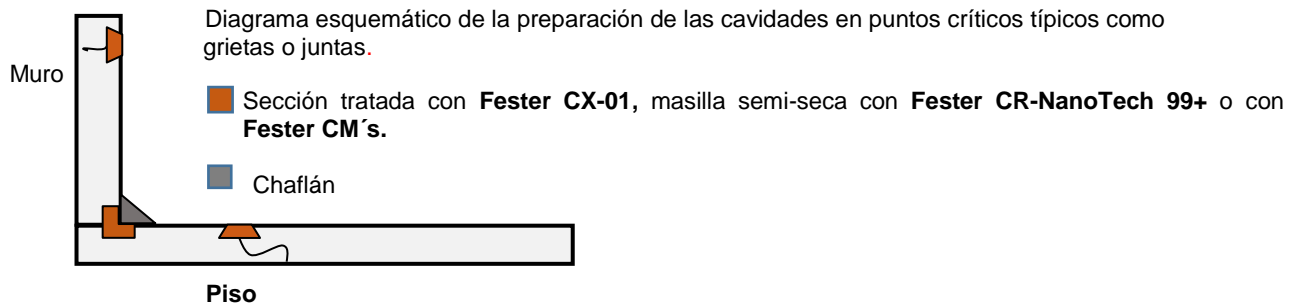 Diagrama esquemático de la preparación de las cavidades en puntos críticos típicos como
grietas o juntas.
Muro
Sección tratada con Fester CX-01, masilla semi-seca con Fester CR-NanoTech 99+ o con
Fester CM´s.
Chaflán
Piso